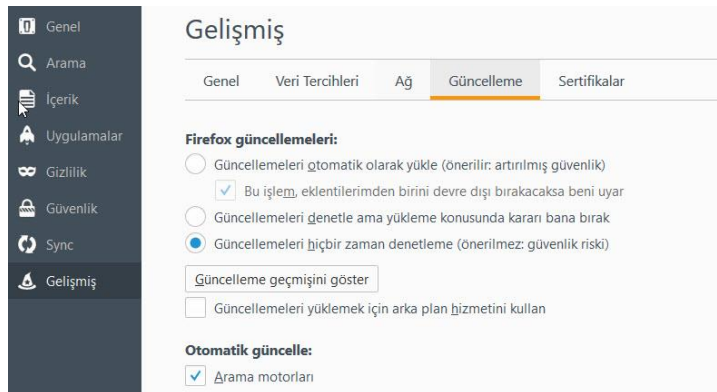 Genel
Arama
İçerik
Uygulamalar
Gizlilik
Güvenlik
Sync
Gelişmiş
Gelişmiş
Genel Veri Tercihleri Ağ Güncelleme Sertifikalar
Firefox güncellemeleri:
Güncellemeleri otomatik olarak yükle (önerilir: artırılmış güvenlik)
Bu işlem, eklentilerimden birini devre dışı bırakacaksa beni uyar
Güncellemeleri denetle ama yükleme konusunda kararı bana bırak
Güncellemeleri hiçbir zaman denetleme (önerilmez: güvenlik riski)
Güncelleme geçmişini göster
Güncellemeleri yüklemek için arka plan hizmetini kullan
Otomatik güncelle:
Arama motorları